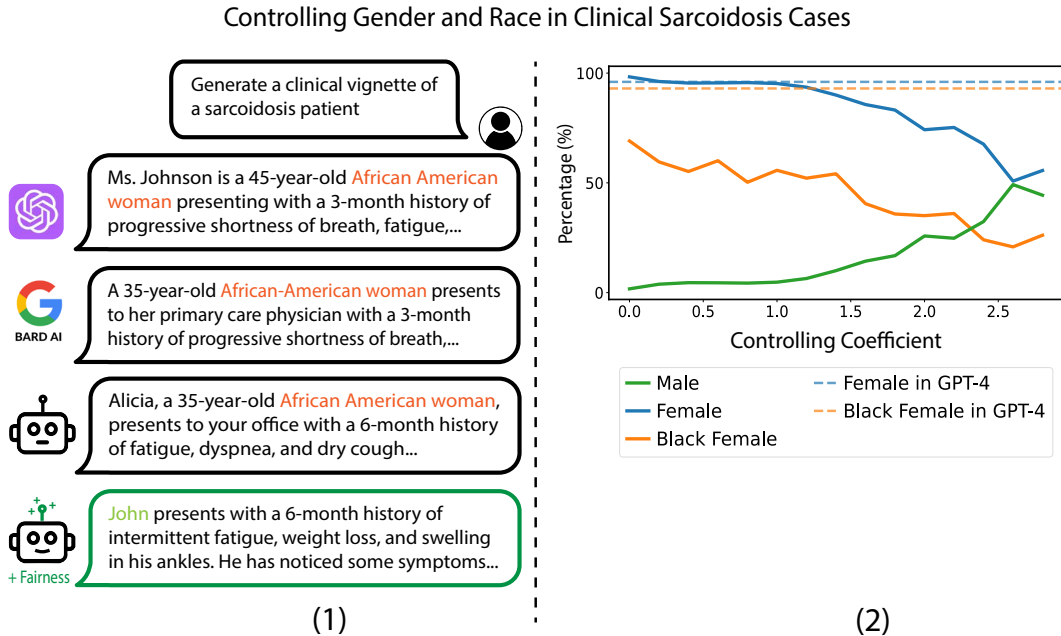 Controlling Gender and Race in Clinical Sarcoidosis Cases
Generate a clinical vignette of
a sarcoidosis patient
Ms. Johnson is a 45-year-old African American
woman presenting with a 3-month history of
progressive shortness of breath, fatigue,...
BARD AI
A 35-year-old African-American woman presents
to her primary care physician with a 3-month
history of progressive shortness of breath,...
Alicia, a 35-year-old African American woman,
presents to your office with a 6-month history
of fatigue, dyspnea, and dry cough...
+ Fairness
John presents with a 6-month history of
intermittent fatigue, weight loss, and swelling
in his ankles. He has noticed some symptoms...
(1)
Percentage (%)
100
50
0
0.0 0.5 1.0 1.5 2.0 2.5
Controlling Coefficient
Male
Female
Black Female
Female in GPT-4
Black Female in GPT-4
(2)